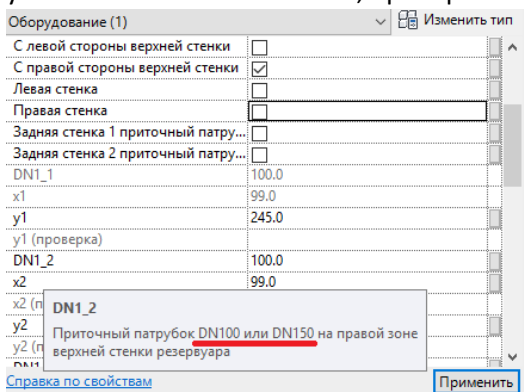 Оборудование (1) Изменить тип
С левой стороны верхней стенки
С правой стороны верхней стенки
Левая стенка
Правая стенка
Задняя стенка 1 приточный патру...
Задняя стенка 2 приточный патру...
DN1_1 100.0
x1 99.0
y1 245.0
y1 (проверка)
DN1_2 100.0
x2 99.0
x2 (п
DN1_2
y2
Приточный патрубок DN100 или DN150 на правой зоне
y2 (п
верхней стенки резервуара
Справка по свойствам Применить